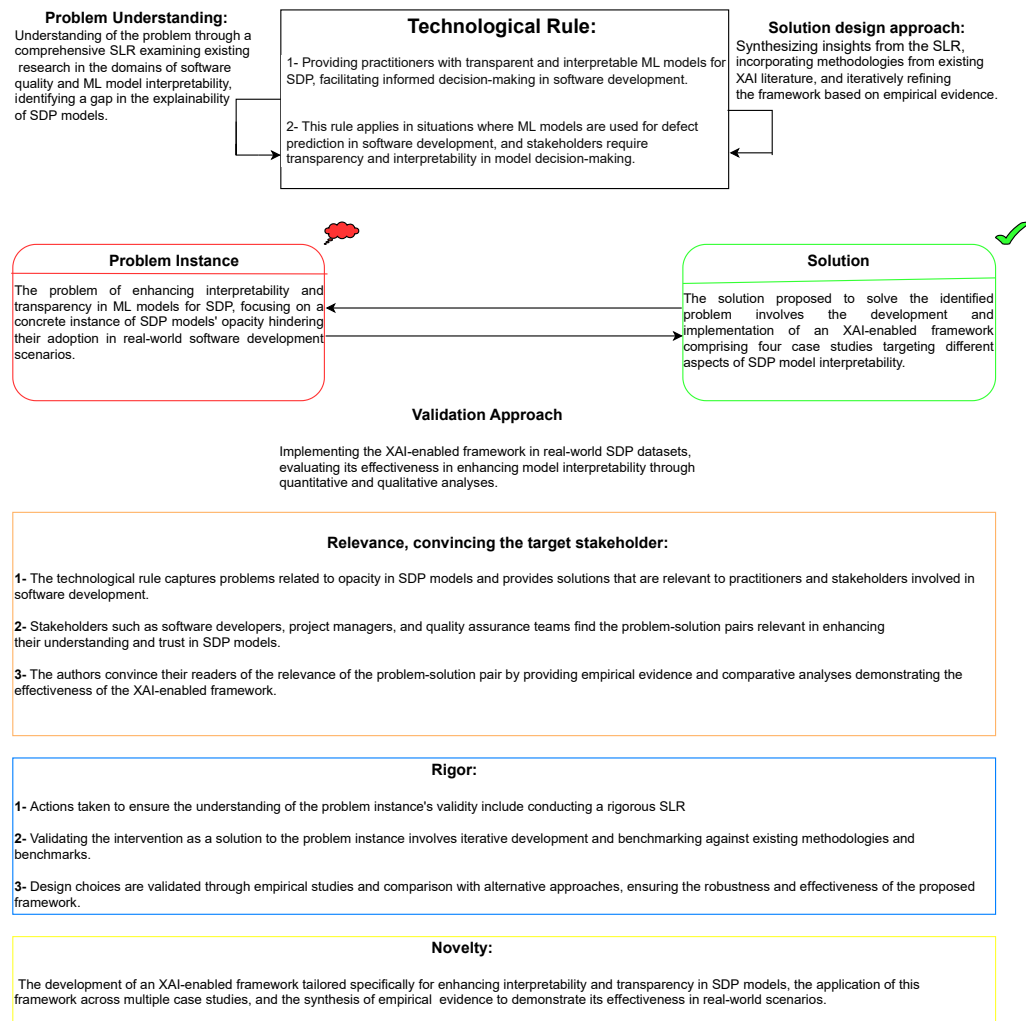 Problem Understanding:
Understanding of the problem through a
comprehensive SLR examining existing
research in the domains of software
quality and ML model interpretability,
identifying a gap in the explainability
of SDP models.
Technological Rule:
1- Providing practitioners with transparent and interpretable ML models for
SDP, facilitating informed decision-making in software development.
2- This rule applies in situations where ML models are used for defect
prediction in software development, and stakeholders require
transparency and interpretability in model decision-making.
Solution design approach:
Synthesizing insights from the SLR,
incorporating methodologies from existing
XAI literature, and iteratively refining
the framework based on empirical evidence.
Problem Instance
The problem of enhancing interpretability and
transparency in ML models for SDP, focusing on a
concrete instance of SDP models' opacity hindering
their adoption in real-world software development
scenarios.
Solution
The solution proposed to solve the identified
problem involves the development and
implementation of an XAI-enabled framework
comprising four case studies targeting different
aspects of SDP model interpretability.
Validation Approach
Implementing the XAI-enabled framework in real-world SDP datasets,
evaluating its effectiveness in enhancing model interpretability through
quantitative and qualitative analyses.
Relevance, convincing the target stakeholder:
1- The technological rule captures problems related to opacity in SDP models and provides solutions that are relevant to practitioners and stakeholders involved in
software development.
2- Stakeholders such as software developers, project managers, and quality assurance teams find the problem-solution pairs relevant in enhancing
their understanding and trust in SDP models.
3- The authors convince their readers of the relevance of the problem-solution pair by providing empirical evidence and comparative analyses demonstrating the
effectiveness of the XAI-enabled framework.
Rigor:
1- Actions taken to ensure the understanding of the problem instance's validity include conducting a rigorous SLR
2- Validating the intervention as a solution to the problem instance involves iterative development and benchmarking against existing methodologies and
benchmarks.
3- Design choices are validated through empirical studies and comparison with alternative approaches, ensuring the robustness and effectiveness of the proposed
framework.
Novelty:
The development of an XAI-enabled framework tailored specifically for enhancing interpretability and transparency in SDP models, the application of this
framework across multiple case studies, and the synthesis of empirical evidence to demonstrate its effectiveness in real-world scenarios.